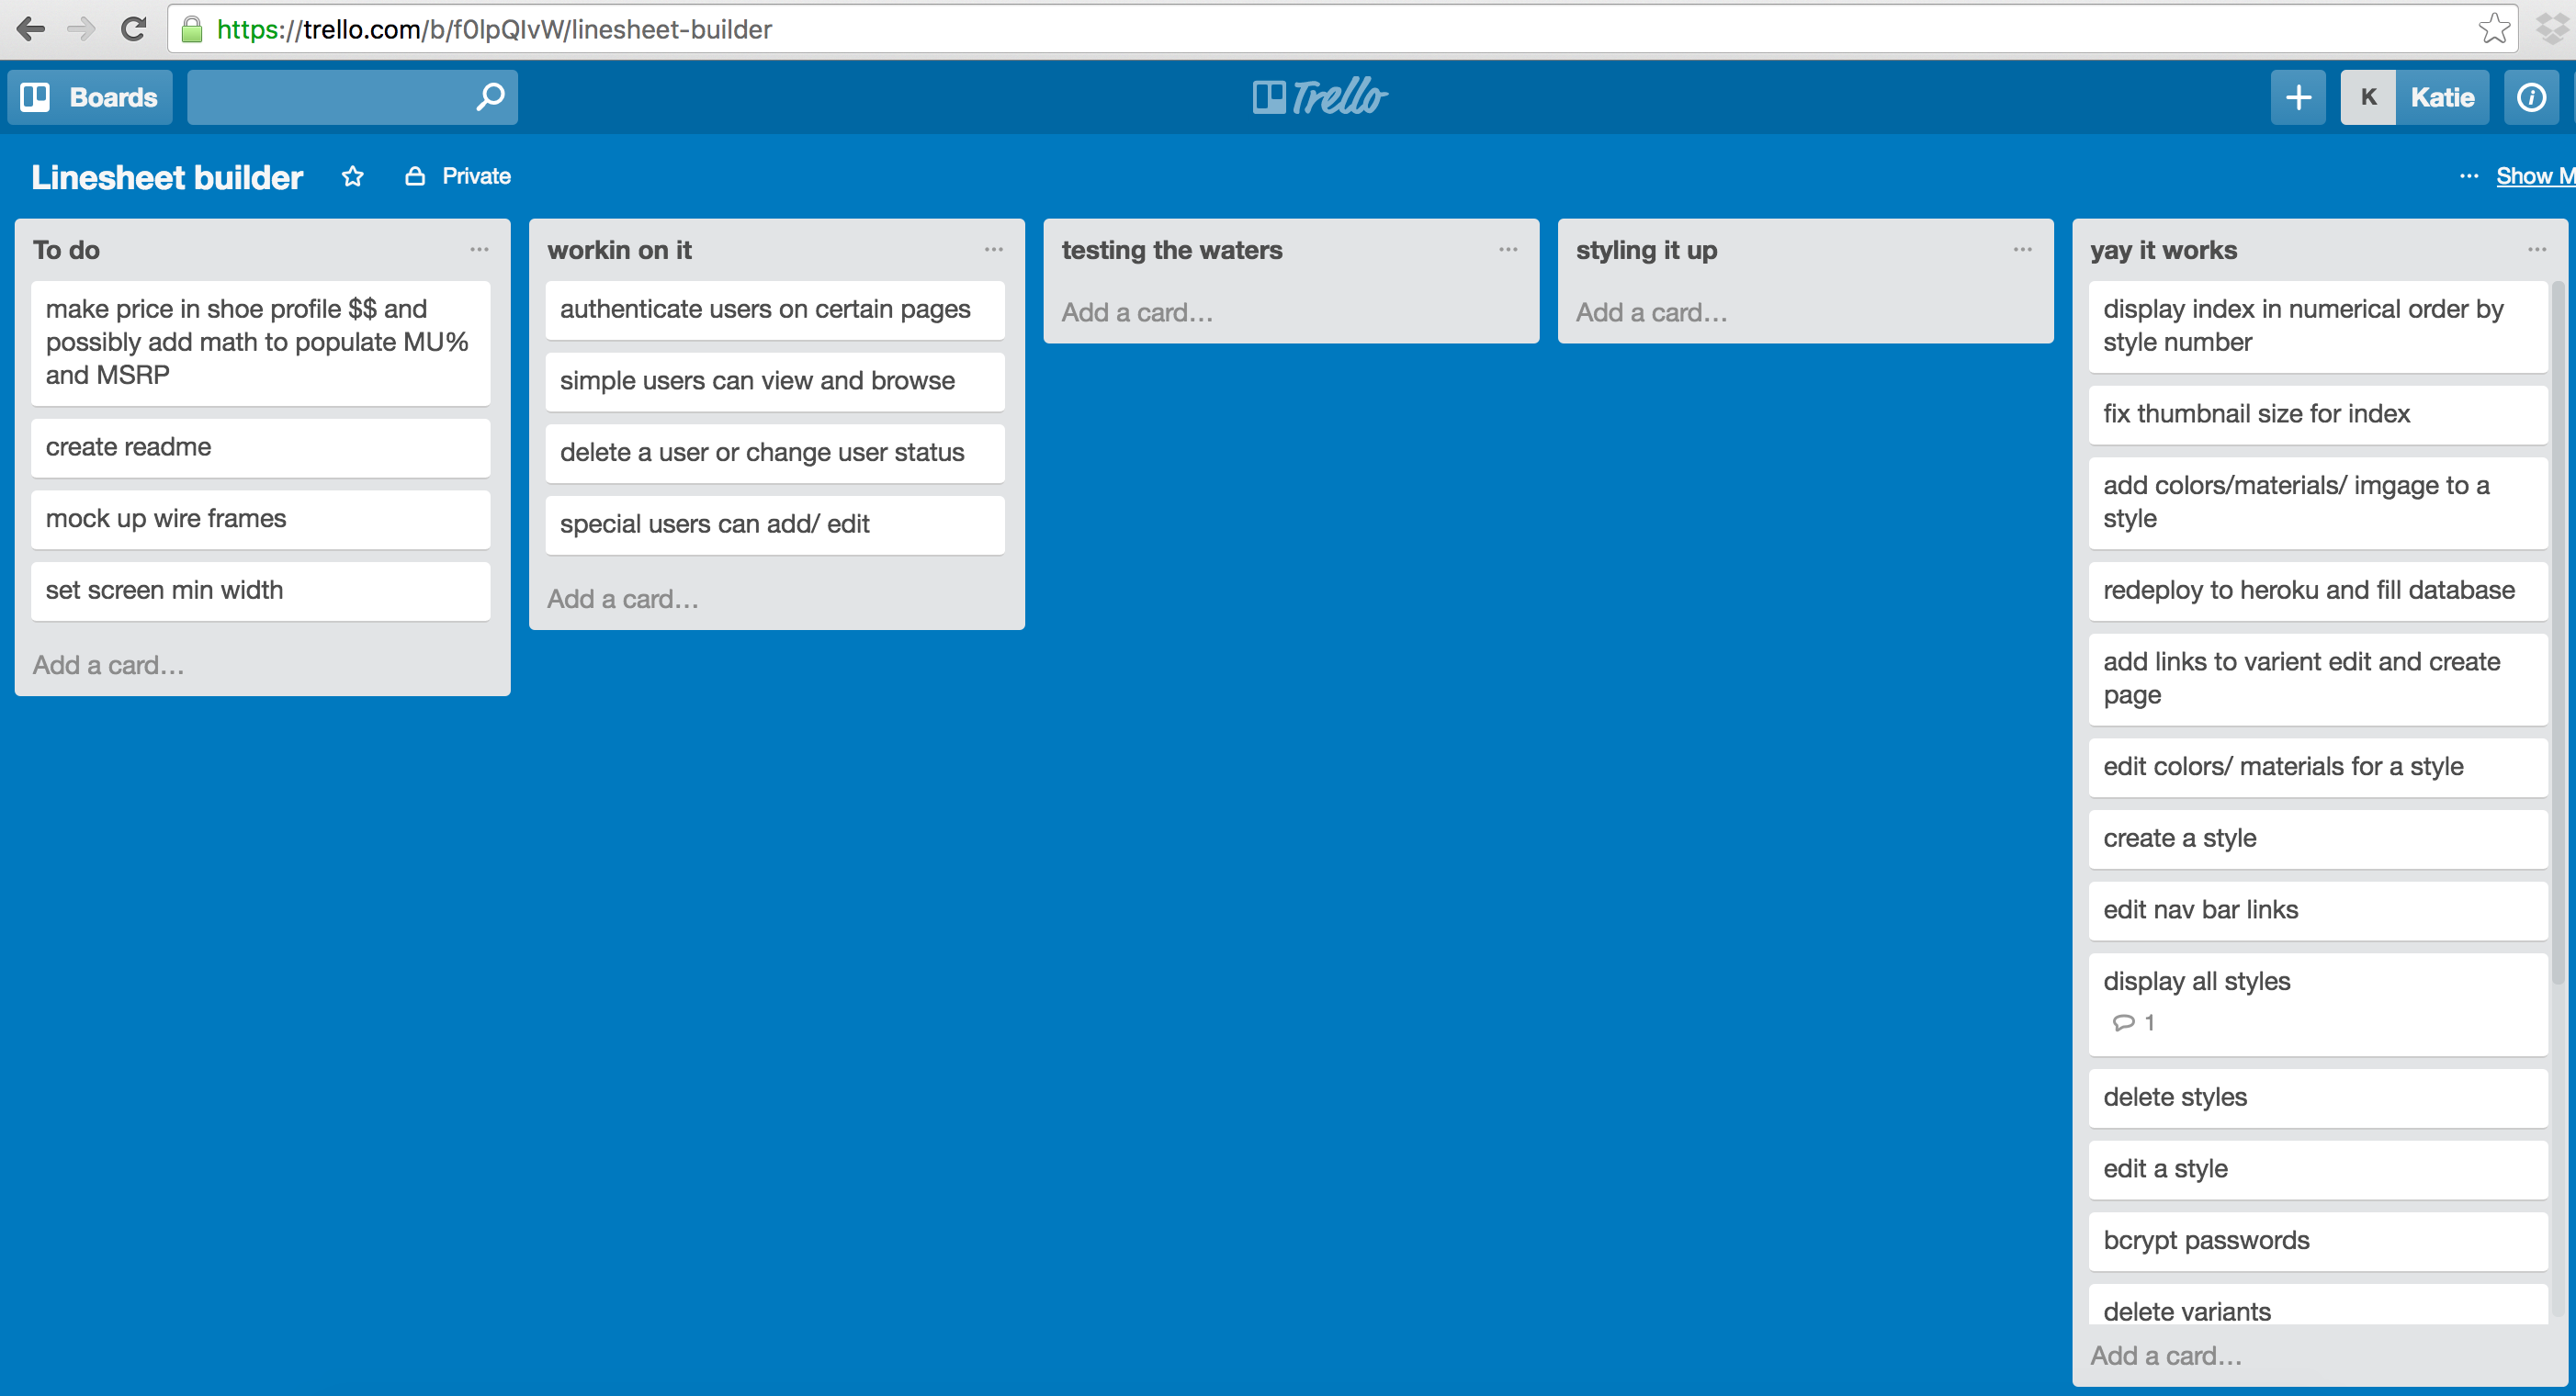 https://trello.com/b/f0lpQIvW/linesheet-builder
Boards
Trello
K Katie
Linesheet builder
Private
... Show M
To do
make price in shoe profile $$ and
possibly add math to populate MU%
and MSRP
create readme
mock up wire frames
set screen min width
Add a card…
workin on it
authenticate users on certain pages
simple users can view and browse
delete a user or change user status
special users can add/ edit
Add a card…
testing the waters
Add a card…
styling it up
Add a card…
yay it works
display index in numerical order by
style number
fix thumbnail size for index
add colors/materials/ imgage to a
style
redeploy to heroku and fill database
add links to varient edit and create
page
edit colors/ materials for a style
create a style
edit nav bar links
display all styles
1
delete styles
edit a style
bcrypt passwords
delete variants
Add a card…